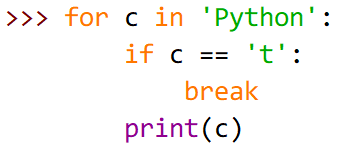 >>> for c in 'Python':
        if c == 't':
            break
        print(c)